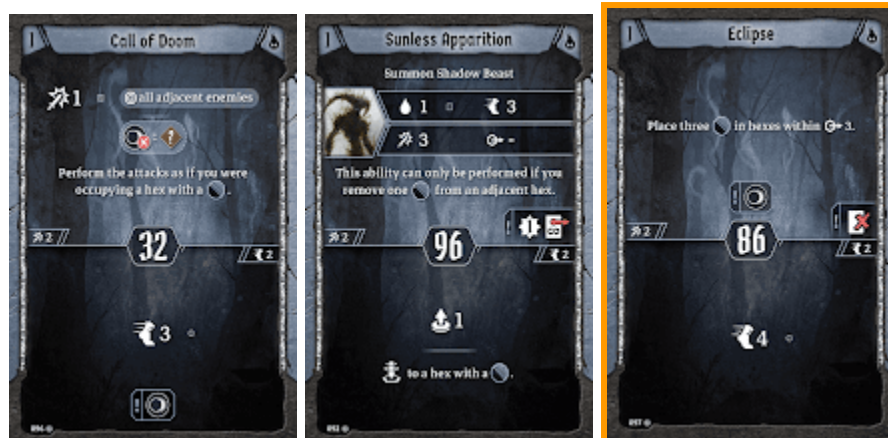 1
Call of Doom
1
all adjacent enemies
Perform the attacks as if you were
occupying a hex with a .
2
32
2
3
1
Sunless Apparition
Summon Shadow Beast
1
3
3
-
This ability can only be performed if you
remove one from an adjacent hex.
2
96
2
1
to a hex with a .
1
Eclipse
Place three in hexes within 3.
2
86
2
4